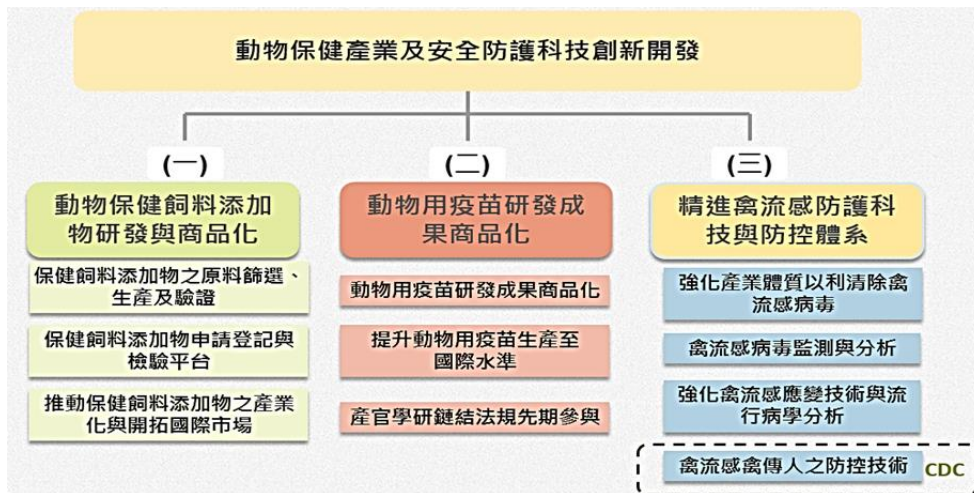 動物保健產業及安全防護科技創新開發
(一)
動物保健飼料添加
物研發與商品化
保健飼料添加物之原料篩選、
生產及驗證
保健飼料添加物申請登記與
檢驗平台
推動保健飼料添加物之產業
化與開拓國際市場
(二)
動物用疫苗研發成
果商品化
動物用疫苗研發成果商品化
提升動物用疫苗生產至
國際水準
產官學研鏈結法規先期參與
(三)
精進禽流感防護科
技與防控體系
強化產業體質以利清除禽
流感病毒
禽流感病毒監測與分析
強化禽流感應變技術與流
行病學分析
禽流感禽傳人之防控技術 CDC